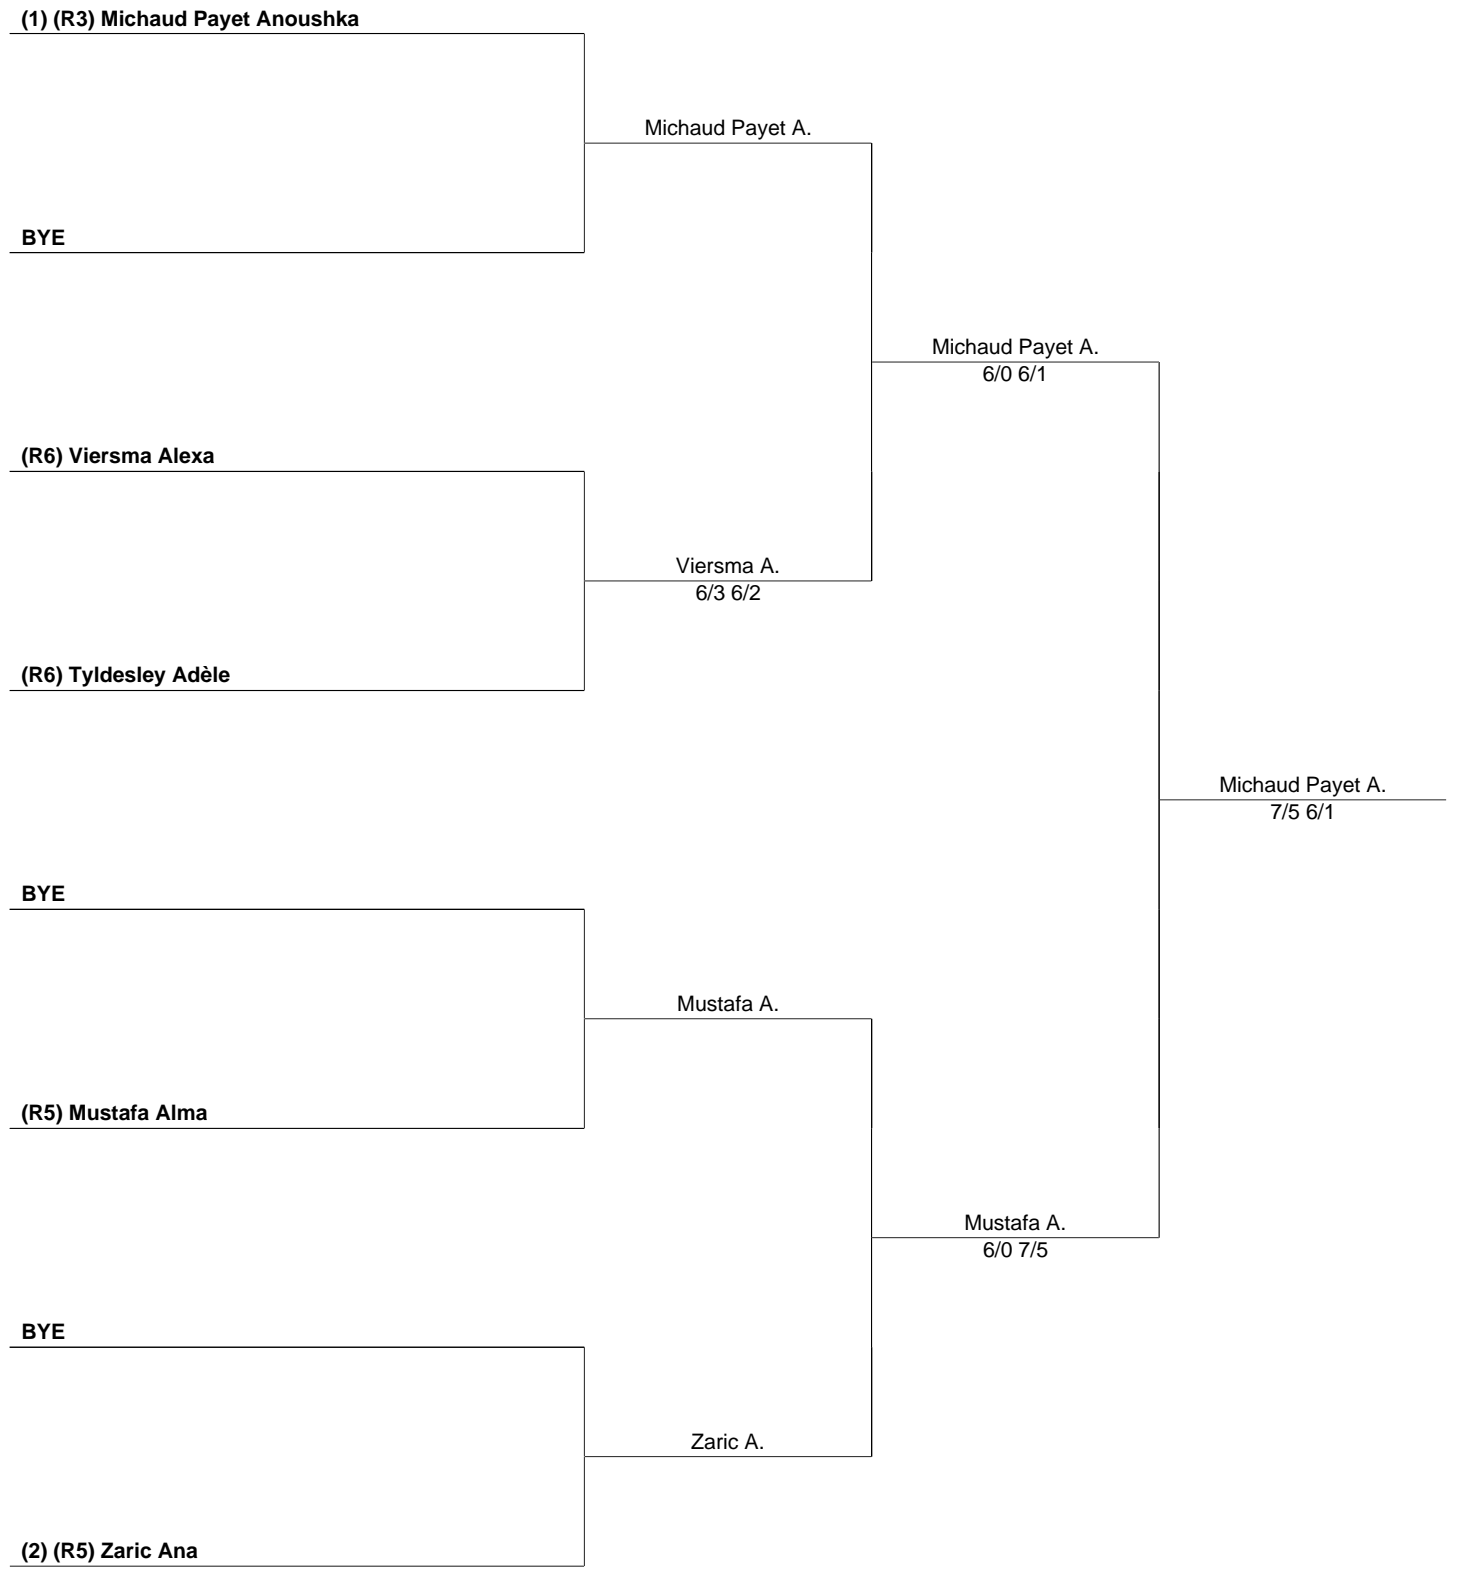 (1) (R3) Michaud Payet Anoushka
Michaud Payet A.
BYE
Michaud Payet A.
6/0 6/1
(R6) Viersma Alexa
Viersma A.
6/3 6/2
(R6) Tyldesley Adèle
Michaud Payet A.
7/5 6/1
BYE
Mustafa A.
(R5) Mustafa Alma
Mustafa A.
6/0 7/5
BYE
Zaric A.
(2) (R5) Zaric Ana